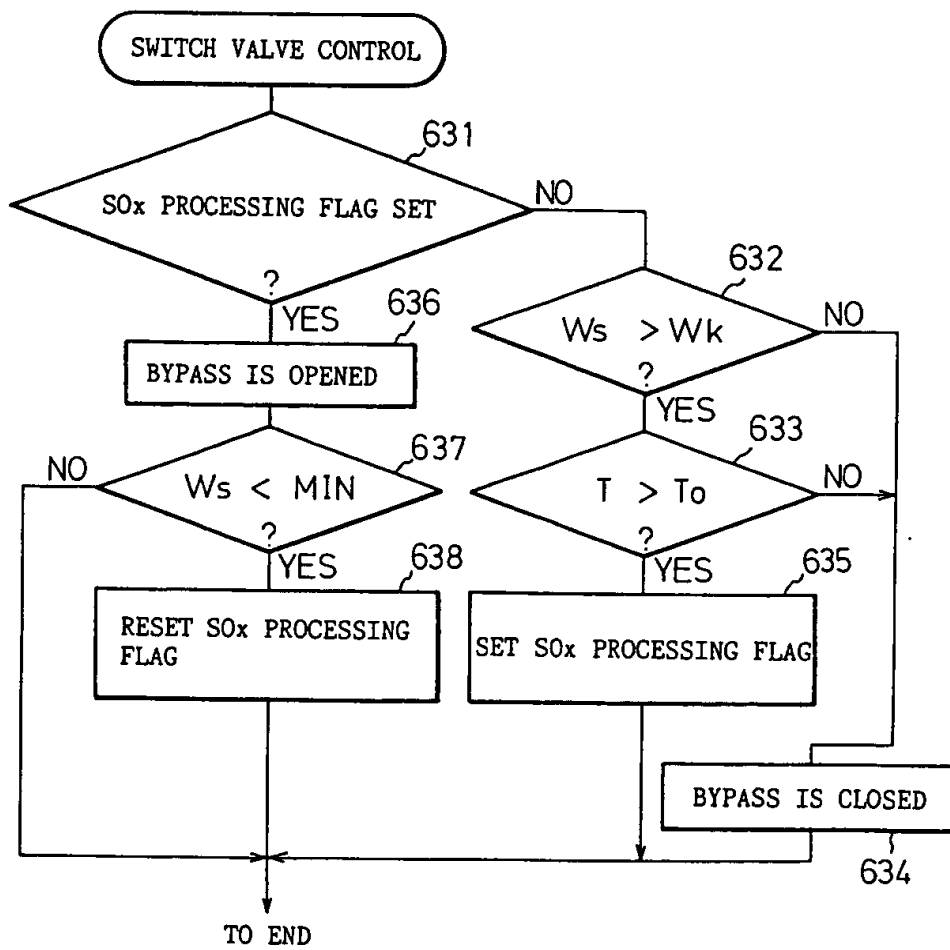 SWITCH VALVE CONTROL
631
SOx PROCESSING FLAG SET
?
NO
YES
632
Ws > Wk
?
NO
YES
636
BYPASS IS OPENED
637
NO
Ws < MIN
?
YES
633
T > To
?
NO
YES
638
RESET SOx PROCESSING
FLAG
635
SET SOx PROCESSING FLAG
BYPASS IS CLOSED
634
TO END